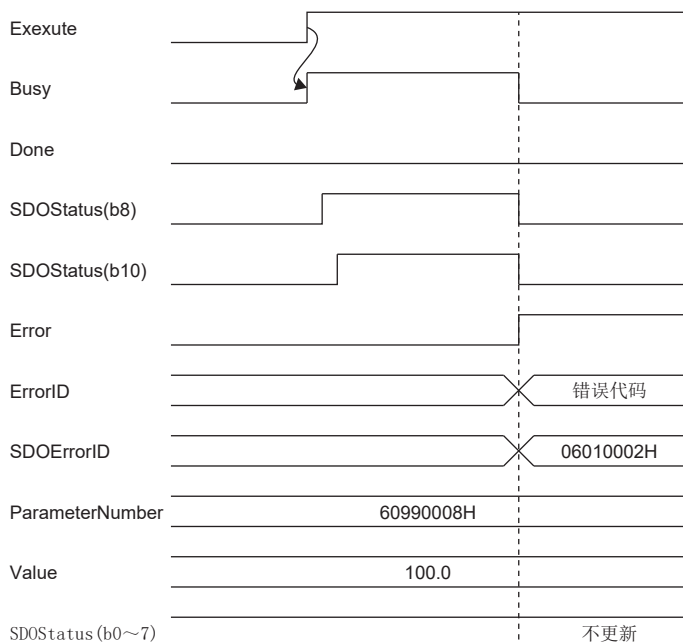 Exexute
Busy
Done
SDOStatus(b8)
SDOStatus(b10)
Error
ErrorID 错误代码
SDOErrorID 06010002H
ParameterNumber 60990008H
Value 100.0
SDOStatus(b0～7) 不更新